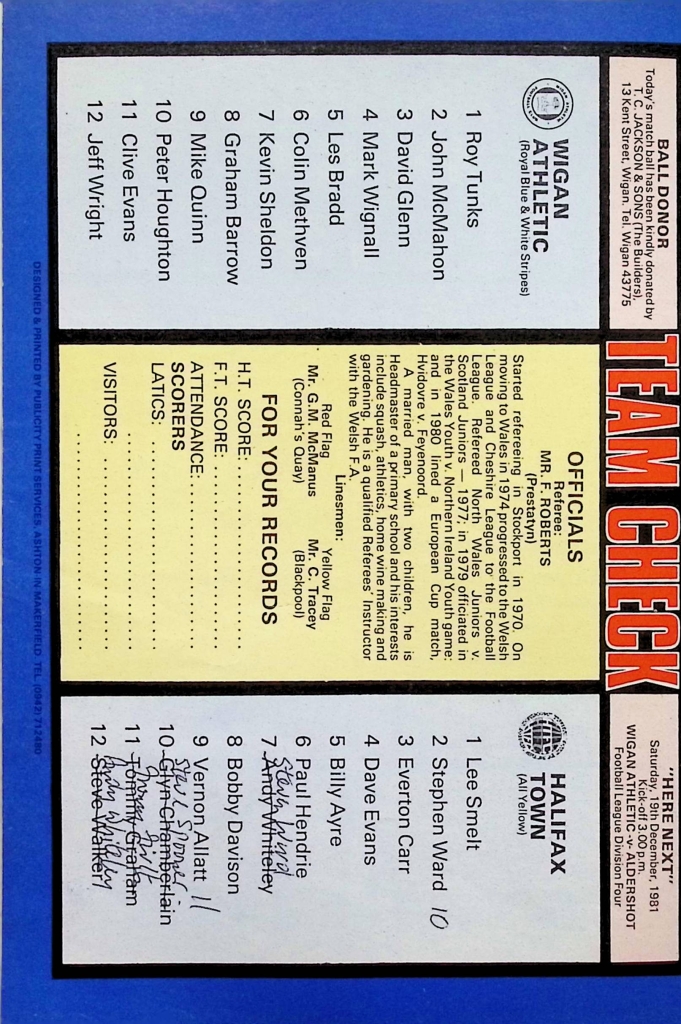 BALL DONOR
Today's match ball has been kindly donated by
T. C. JACKSON & SONS (The Builders),
13 Kent Street, Wigan. Tel. Wigan 43775
TEAM CHECK
"HERE NEXT"
Saturday, 19th December, 1981
Kick-off 3.00 p.m.
WIGAN ATHLETIC -v- ALDERSHOT
Football League Division Four
WIGAN
ATHLETIC
(Royal Blue & White Stripes)
1 Roy Tunks
2 John McMahon
3 David Glenn
4 Mark Wignall
5 Les Bradd
6 Colin Methven
7 Kevin Sheldon
8 Graham Barrow
9 Mike Quinn
10 Peter Houghton
11 Clive Evans
12 Jeff Wright
OFFICIALS
Referee:
MR. F. ROBERTS
(Prestatyn)
Started refereeing in Stockport in 1970. On
moving to Wales in 1974 progressed to the Welsh
League and Cheshire League to the Football
League. Refereed North Wales Juniors v.
Scotland Juniors — 1977; in 1979 officiated in
the Wales Youth v. Northern Ireland Youth game:
and in 1980 lined a European Cup match,
Hvidovre v. Feyenoord.
A married man, with two children, he is
Headmaster of a primary school and his interests
include squash, athletics, home wine making and
gardening. He is a qualified Referees' Instructor
with the Welsh F.A.
Linesmen:
Red Flag Yellow Flag
Mr. G.M. McManus Mr. C. Tracey
(Connah's Quay) (Blackpool)
FOR YOUR RECORDS
H.T. SCORE:
F.T. SCORE:
ATTENDANCE:
SCORERS
LATICS:
VISITORS:
HALIFAX
TOWN
(All Yellow)
1 Lee Smelt
2 Stephen Ward 10
3 Everton Carr
4 Dave Evans
5 Billy Ayre
6 Paul Hendrie
Steve Ward
7 Andy Whiteley
8 Bobby Davison
9 Vernon Allatt 11
Steve Spooner
10 Glyn Chamberlain
11 Tommy Graham
Andy Whiteley
12 Steve Walker
DESIGNED & PRINTED BY PUBLICITY PRINT SERVICES, ASHTON IN MAKERFIELD. TEL. (0942) 712480